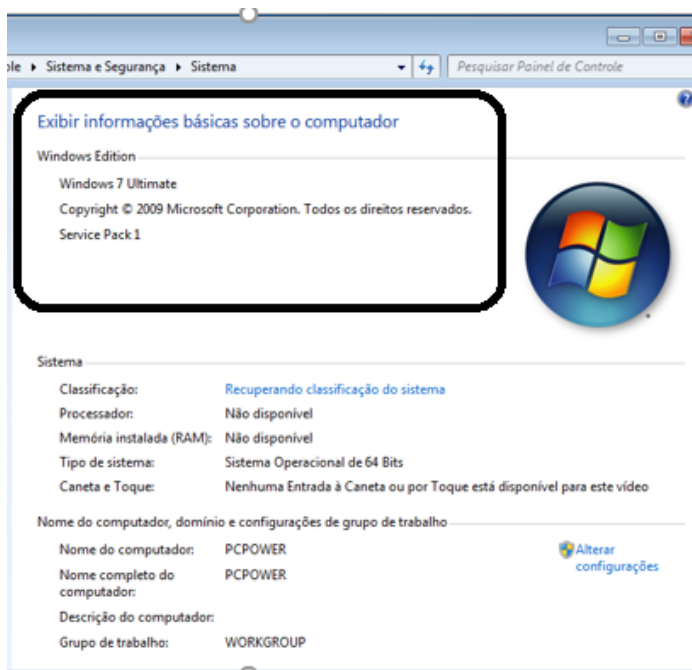 Sistema e Segurança
Sistema
Pesquisar Painel de Controle
Exibir informações básicas sobre o computador
Windows Edition
Windows 7 Ultimate
Copyright © 2009 Microsoft Corporation. Todos os direitos reservados.
Service Pack 1
Sistema
Classificação: Recuperando classificação do sistema
Processador: Não disponível
Memória instalada (RAM): Não disponível
Tipo de sistema: Sistema Operacional de 64 Bits
Caneta e Toque: Nenhuma Entrada à Caneta ou por Toque está disponível para este vídeo
Nome do computador, domínio e configurações de grupo de trabalho
Nome do computador: PCPOWER
Alterar
configurações
Nome completo do
computador: PCPOWER
Descrição do computador:
Grupo de trabalho: WORKGROUP